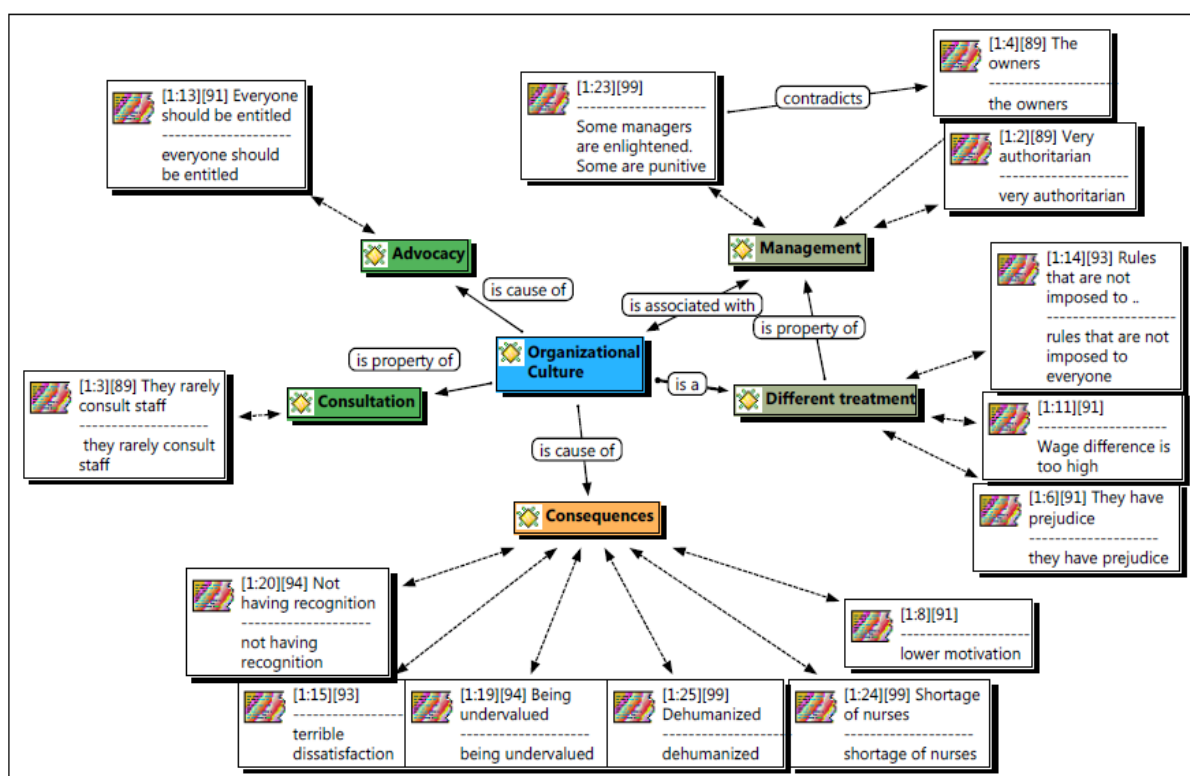 [1:13][91] Everyone
should be entitled
--------------------
everyone should
be entitled
[1:23][99]
--------------------
Some managers
are enlightened.
Some are punitive
contradicts
[1:4][89] The
owners
--------------------
the owners
[1:2][89] Very
authoritarian
--------------------
very authoritarian
Advocacy
Management
is cause of
is associated with
is property of
[1:14][93] Rules
that are not
imposed to ..
--------------------
rules that are not
imposed to
everyone
Organizational
Culture
is property of
is a
[1:3][89] They rarely
consult staff
--------------------
they rarely consult
staff
Consultation
Different treatment
[1:11][91]
--------------------
Wage difference is
too high
is cause of
[1:6][91] They have
prejudice
--------------------
they have prejudice
Consequences
[1:20][94] Not
having recognition
--------------------
not having
recognition
[1:8][91]
--------------------
lower motivation
[1:15][93]
--------------------
terrible
dissatisfaction
[1:19][94] Being
undervalued
--------------------
being undervalued
[1:25][99]
Dehumanized
--------------------
dehumanized
[1:24][99] Shortage
of nurses
--------------------
shortage of nurses